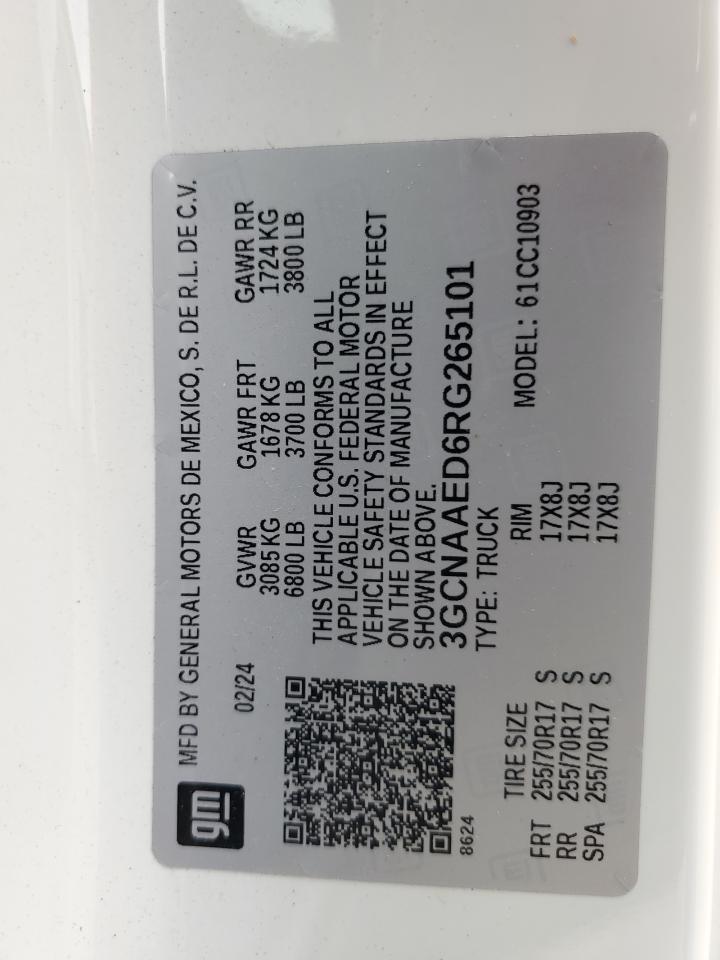 gm
MFD BY GENERAL MOTORS DE MEXICO, S. DE R.L. DE C.V.
02/24
GVWR GAWR FRT GAWR RR
3085 KG 1678 KG 1724 KG
6800 LB 3700 LB 3800 LB
THIS VEHICLE CONFORMS TO ALL
APPLICABLE U.S. FEDERAL MOTOR
VEHICLE SAFETY STANDARDS IN EFFECT
ON THE DATE OF MANUFACTURE
SHOWN ABOVE.
3GCNAAED6RG265101
8624
TYPE: TRUCK
TIRE SIZE RIM MODEL: 61CC10903
FRT 255/70R17 S 17X8J
RR 255/70R17 S 17X8J
SPA 255/70R17 S 17X8J